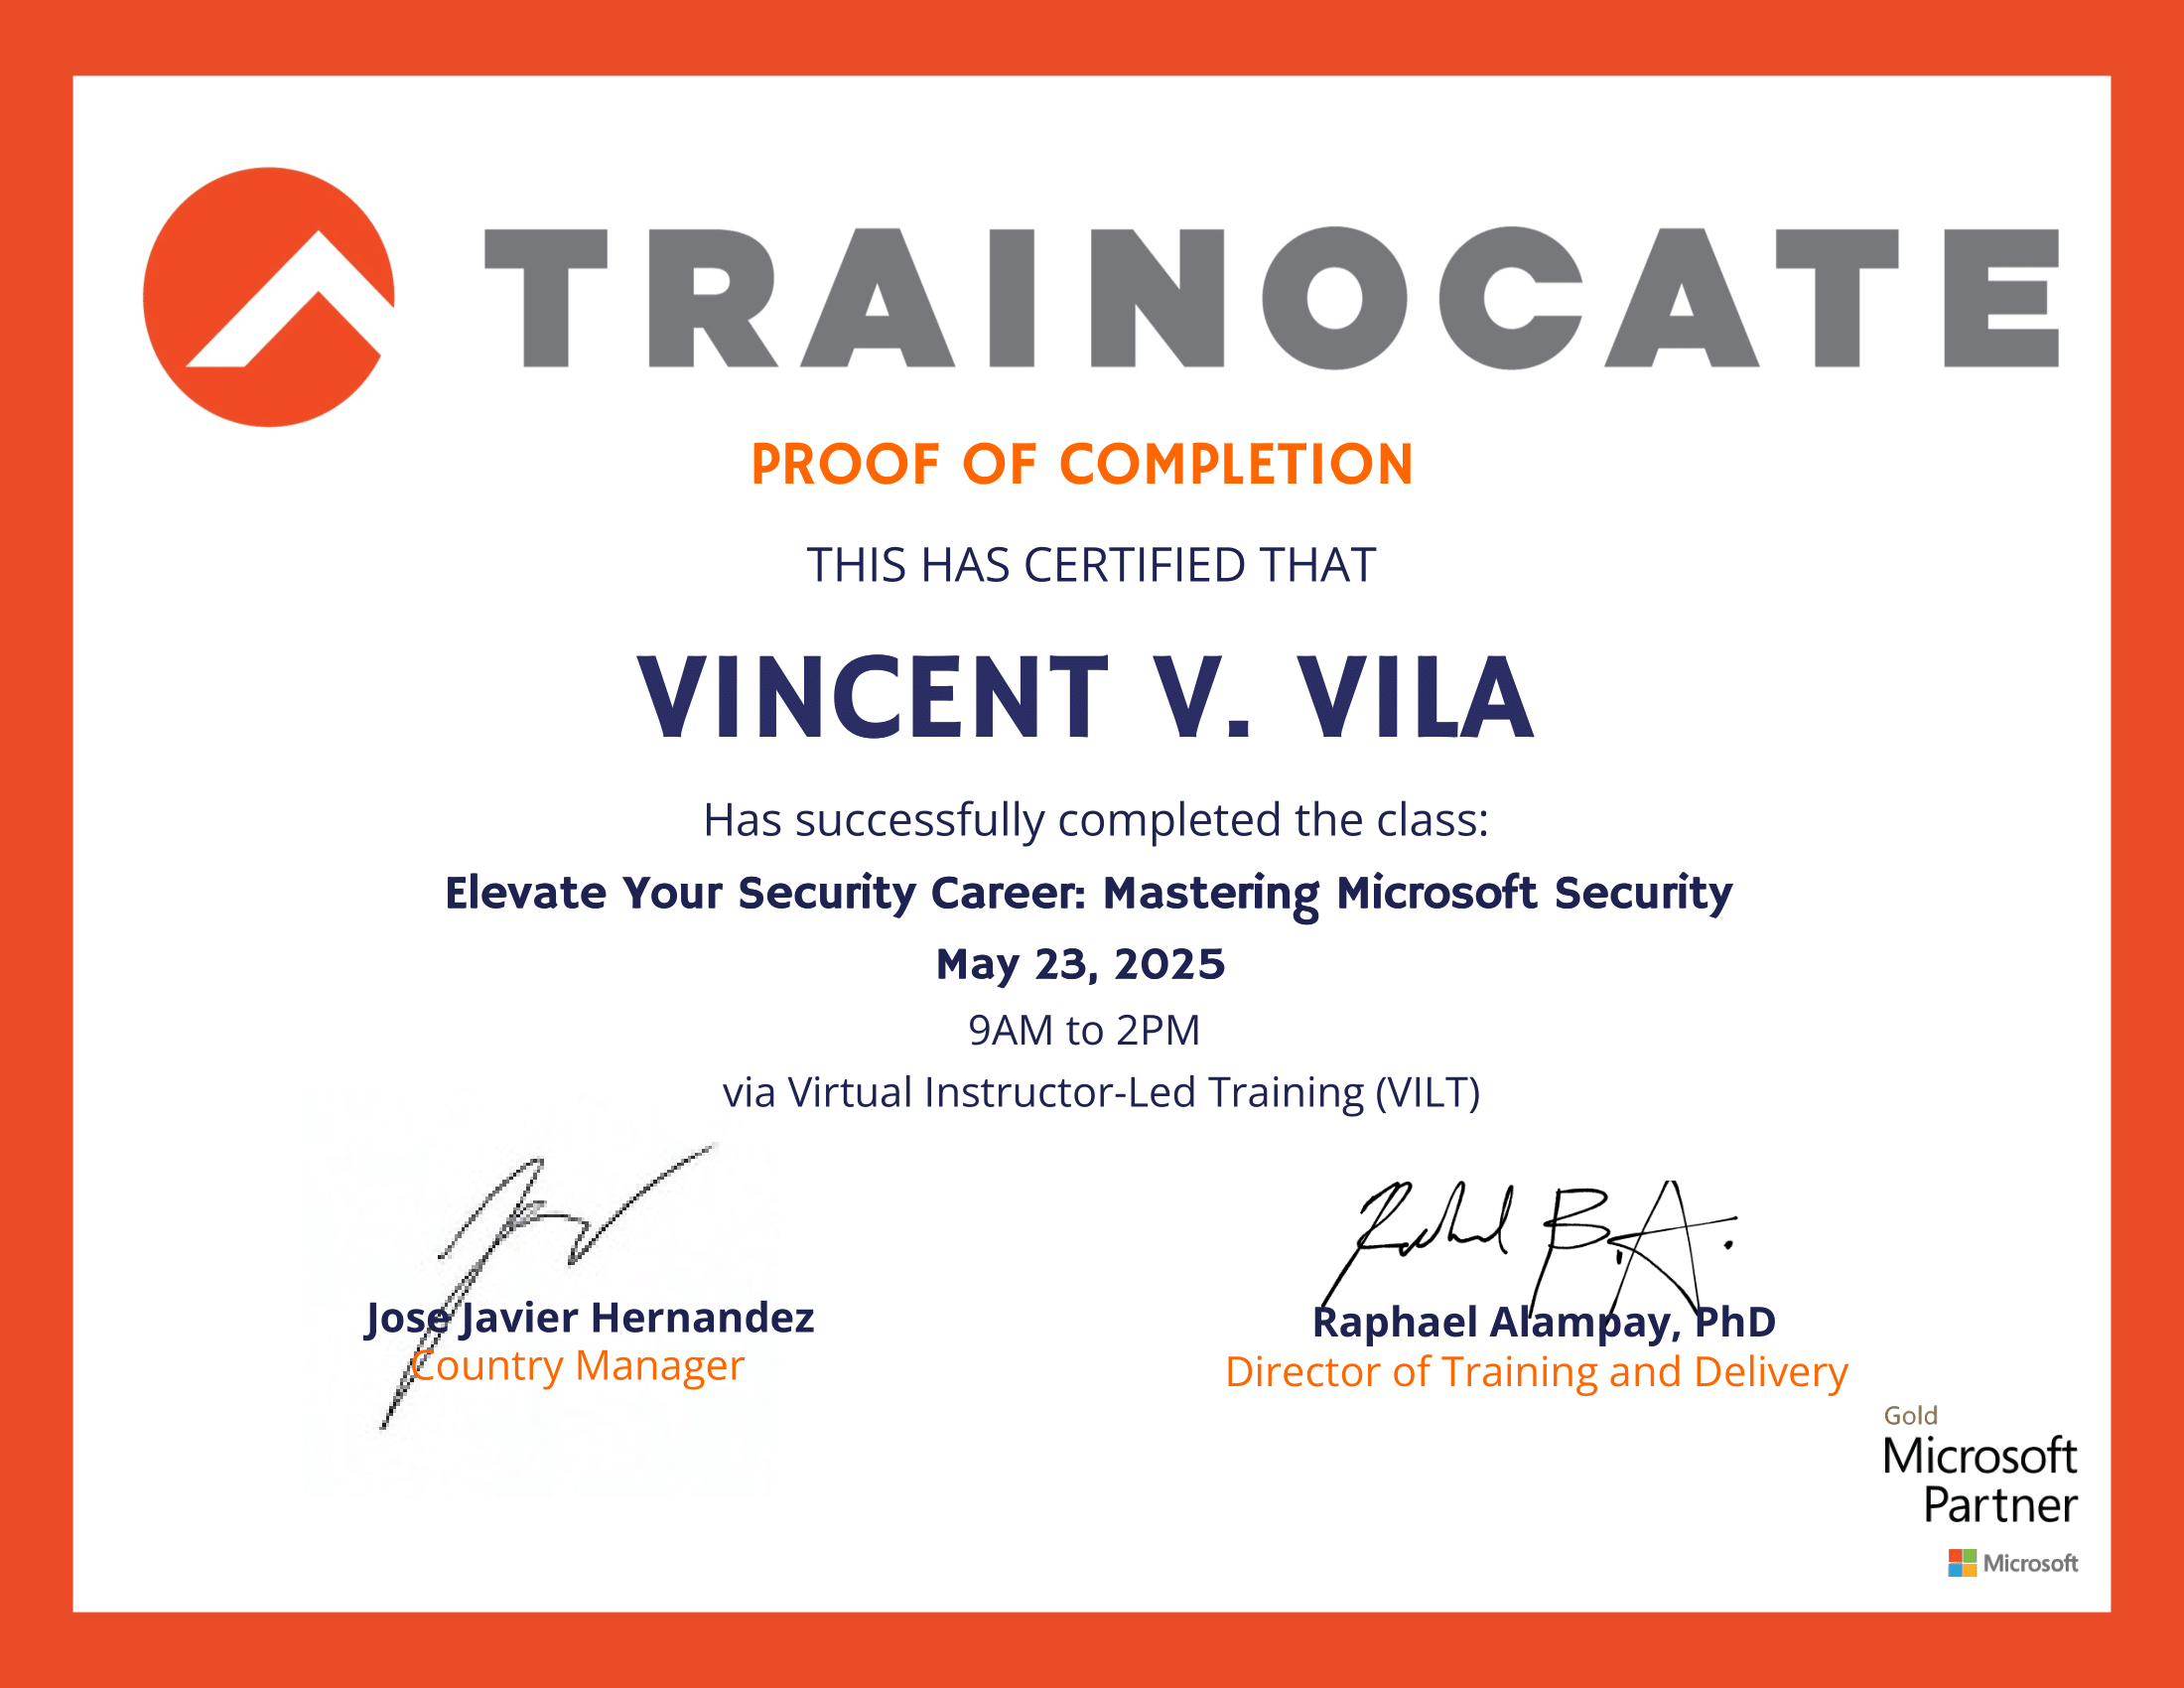 TRAINOCATE
PROOF OF COMPLETION
THIS HAS CERTIFIED THAT
VINCENT V. VILA
Has successfully completed the class:
Elevate Your Security Career: Mastering Microsoft Security
May 23, 2025
9AM to 2PM
via Virtual Instructor-Led Training (VILT)
Jose Javier Hernandez
Country Manager
Raphael Alampay, PhD
Director of Training and Delivery
Gold
Microsoft
Partner
Microsoft